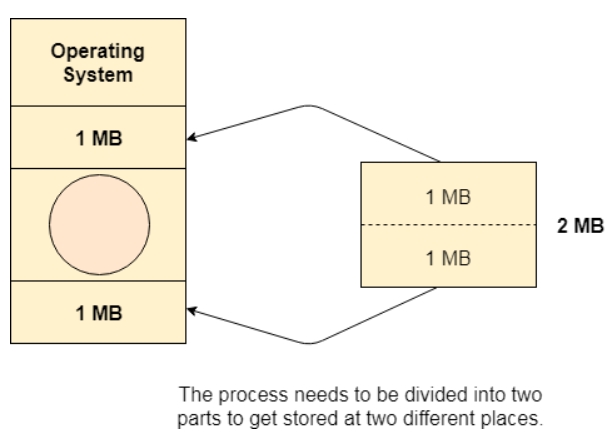 Operating
System
1 MB
1 MB
1 MB
1 MB
2 MB
The process needs to be divided into two
parts to get stored at two different places.